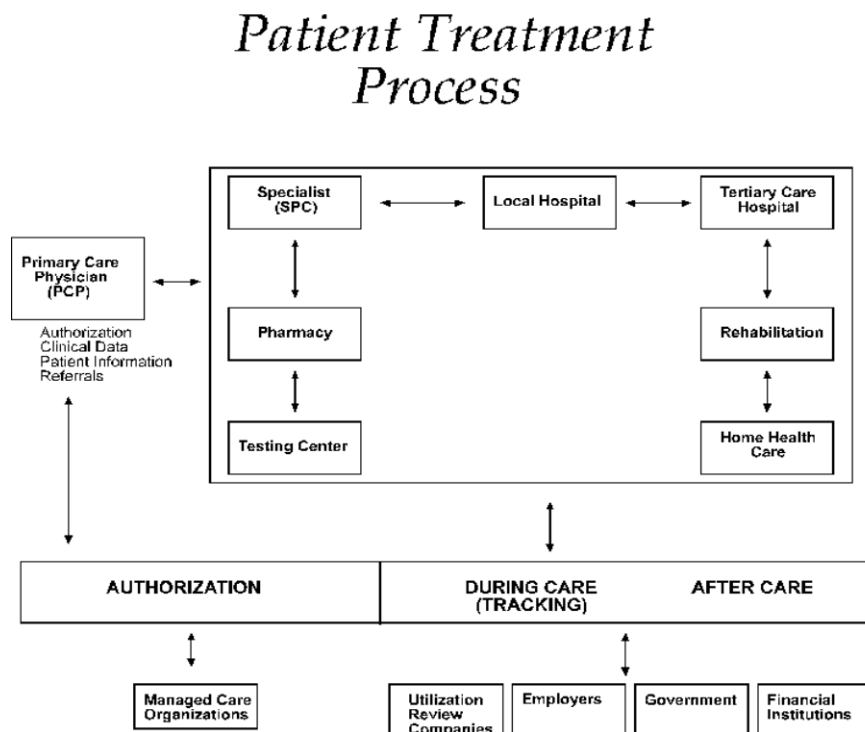 Patient Treatment
Process
Specialist
(SPC)
Local Hospital
Tertiary Care
Hospital
Primary Care
Physician
(PCP)
Authorization
Clinical Data
Patient Information
Referrals
Pharmacy
Rehabilitation
Testing Center
Home Health
Care
AUTHORIZATION
DURING CARE
(TRACKING)
AFTER CARE
Managed Care
Organizations
Utilization
Review
Companies
Employers
Government
Financial
Institutions